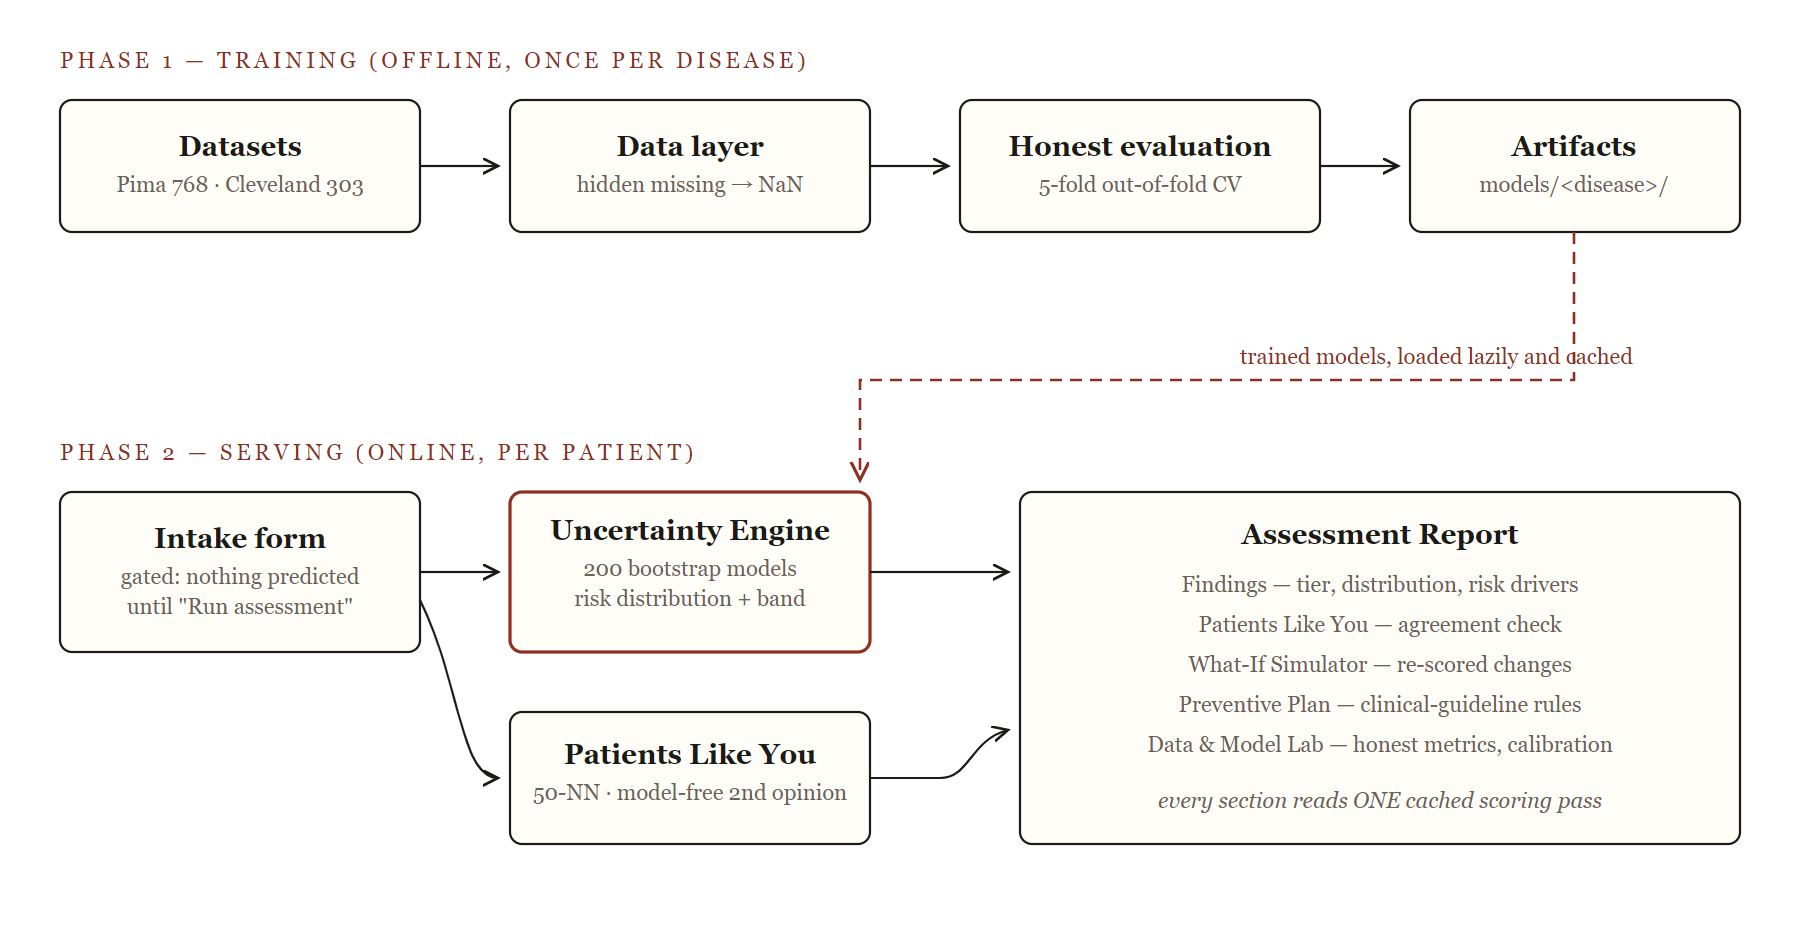 PHASE 1 — TRAINING (OFFLINE, ONCE PER DISEASE)
Datasets
Pima 768 · Cleveland 303
Data layer
hidden missing → NaN
Honest evaluation
5-fold out-of-fold CV
Artifacts
models/<disease>/
trained models, loaded lazily and cached
PHASE 2 — SERVING (ONLINE, PER PATIENT)
Intake form
gated: nothing predicted
until "Run assessment"
Uncertainty Engine
200 bootstrap models
risk distribution + band
Patients Like You
50-NN · model-free 2nd opinion
Assessment Report
Findings — tier, distribution, risk drivers
Patients Like You — agreement check
What-If Simulator — re-scored changes
Preventive Plan — clinical-guideline rules
Data & Model Lab — honest metrics, calibration
every section reads ONE cached scoring pass